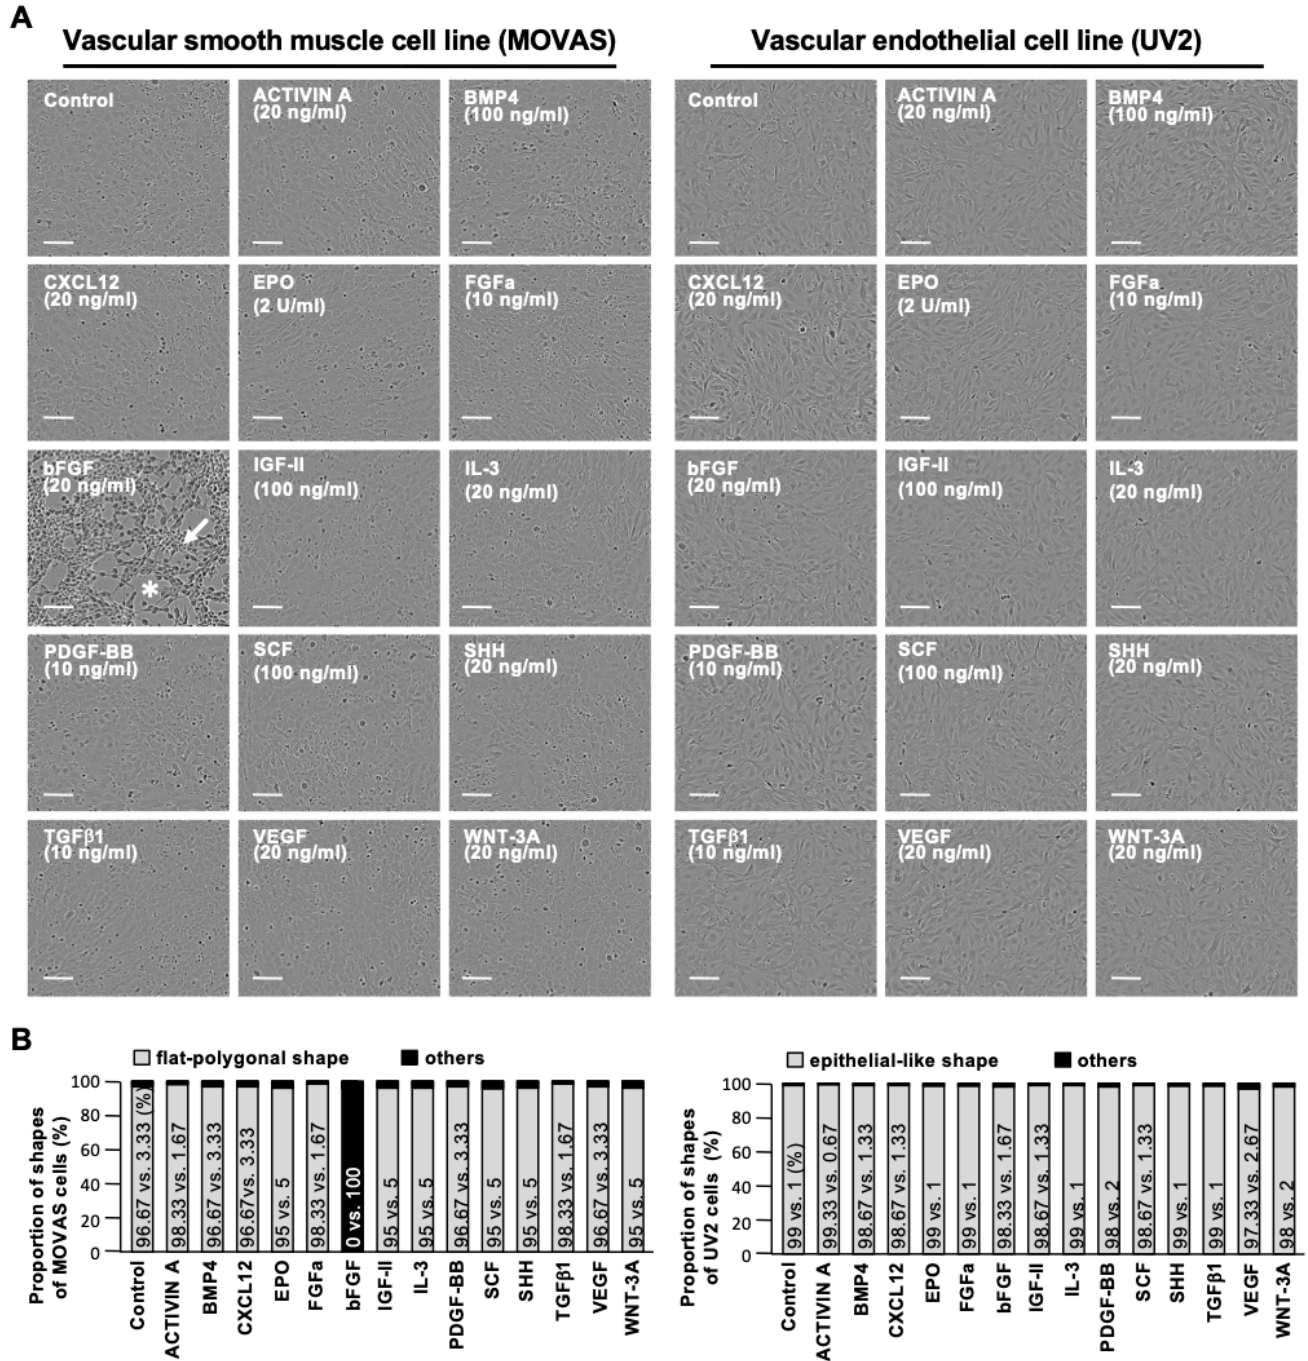 A
Vascular smooth muscle cell line (MOVAS)
Vascular endothelial cell line (UV2)
Control
ACTIVIN A
(20 ng/ml)
BMP4
(100 ng/ml)
Control
ACTIVIN A
(20 ng/ml)
BMP4
(100 ng/ml)
CXCL12
(20 ng/ml)
EPO
(2 U/ml)
FGFa
(10 ng/ml)
CXCL12
(20 ng/ml)
EPO
(2 U/ml)
FGFa
(10 ng/ml)
bFGF
(20 ng/ml)
*
IGF-II
(100 ng/ml)
IL-3
(20 ng/ml)
bFGF
(20 ng/ml)
IGF-II
(100 ng/ml)
IL-3
(20 ng/ml)
PDGF-BB
(10 ng/ml)
SCF
(100 ng/ml)
SHH
(20 ng/ml)
PDGF-BB
(10 ng/ml)
SCF
(100 ng/ml)
SHH
(20 ng/ml)
TGFβ1
(10 ng/ml)
VEGF
(20 ng/ml)
WNT-3A
(20 ng/ml)
TGFβ1
(10 ng/ml)
VEGF
(20 ng/ml)
WNT-3A
(20 ng/ml)
B
flat-polygonal shape
others
Proportion of shapes
of MOVAS cells (%)
100
80
60
40
20
0
96.67 vs. 3.33 (%)
98.33 vs. 1.67
96.67 vs. 3.33
96.67vs. 3.33
95 vs. 5
98.33 vs. 1.67
0 vs. 100
95 vs. 5
95 vs. 5
96.67 vs. 3.33
95 vs. 5
95 vs. 5
98.33 vs. 1.67
96.67 vs. 3.33
95 vs. 5
Control
ACTIVIN A
BMP4
CXCL12
EPO
FGFa
bFGF
IGF-II
IL-3
PDGF-BB
SCF
SHH
TGFβ1
VEGF
WNT-3A
epithelial-like shape
others
Proportion of shapes
of UV2 cells (%)
100
80
60
40
20
0
99 vs. 1 (%)
99.33 vs. 0.67
98.67 vs. 1.33
98.67 vs. 1.33
99 vs. 1
99 vs. 1
98.33 vs. 1.67
98.67 vs. 1.33
99 vs. 1
98 vs. 2
98.67 vs. 1.33
99 vs. 1
99 vs. 1
97.33 vs. 2.67
98 vs. 2
Control
ACTIVIN A
BMP4
CXCL12
EPO
FGFa
bFGF
IGF-II
IL-3
PDGF-BB
SCF
SHH
TGFβ1
VEGF
WNT-3A